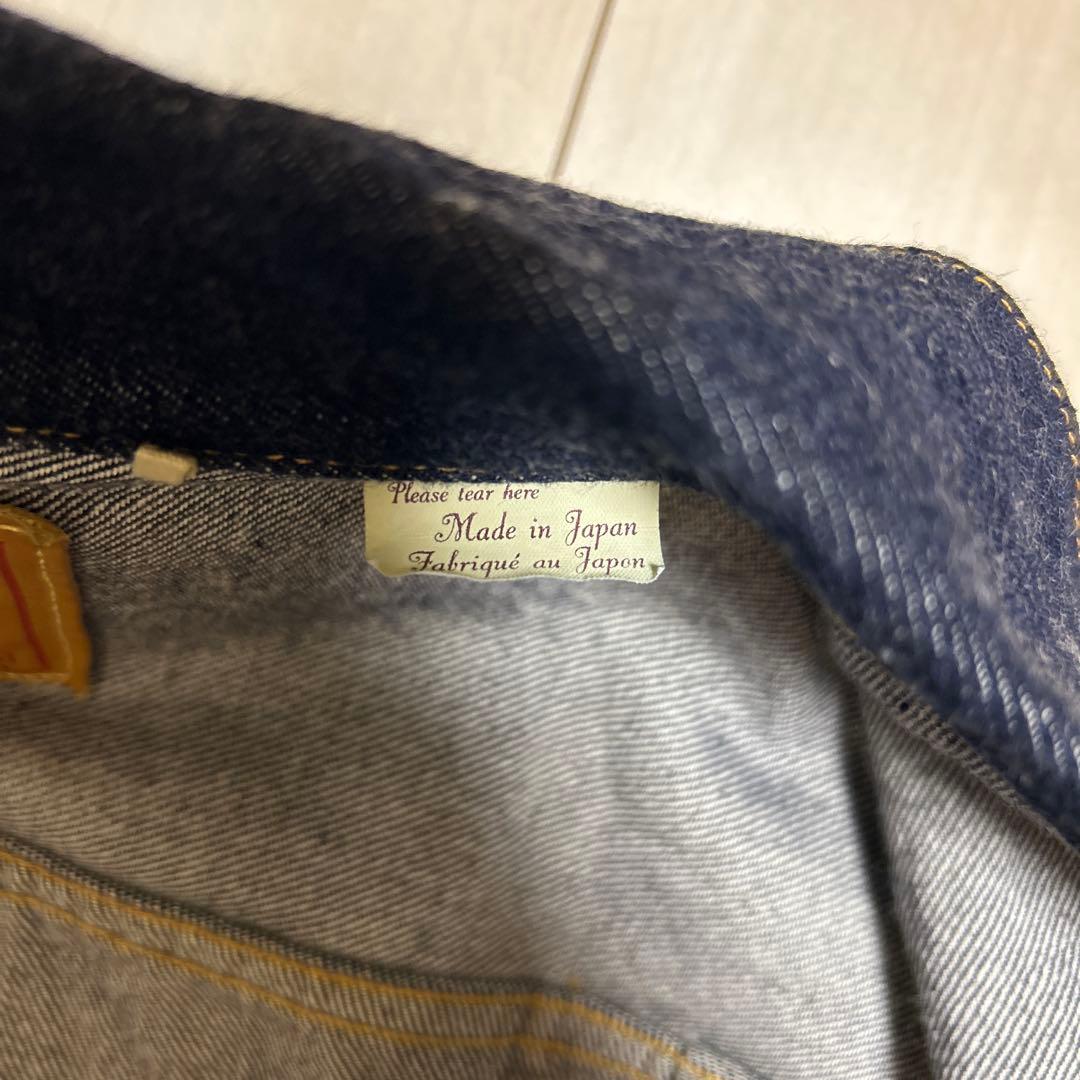 Please tear here
Made in Japan
Fabriqué au Japon